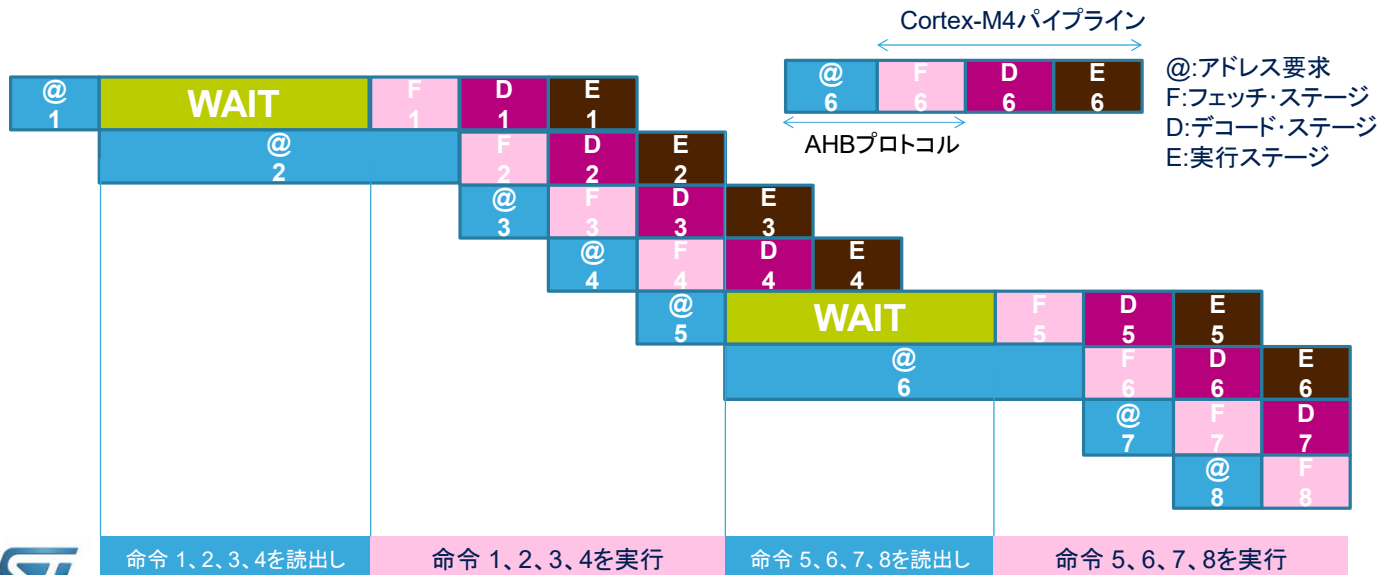 Cortex-M4パイプライン
@ F D E
6 6 6 6
AHBプロトコル
@:アドレス要求
F:フェッチ・ステージ
D:デコード・ステージ
E:実行ステージ
@ WAIT F D E
1 1 1 1
@ F D E
2 2 2 2
@ F D E
3 3 3 3
@ F D E
4 4 4 4
@ WAIT F D E
5 5 5 5
@ F D E
6 6 6 6
@ F D
7 7 7
@ F
8 8
命令 1、2、3、4を読出し 命令 1、2、3、4を実行 命令 5、6、7、8を読出し 命令 5、6、7、8を実行